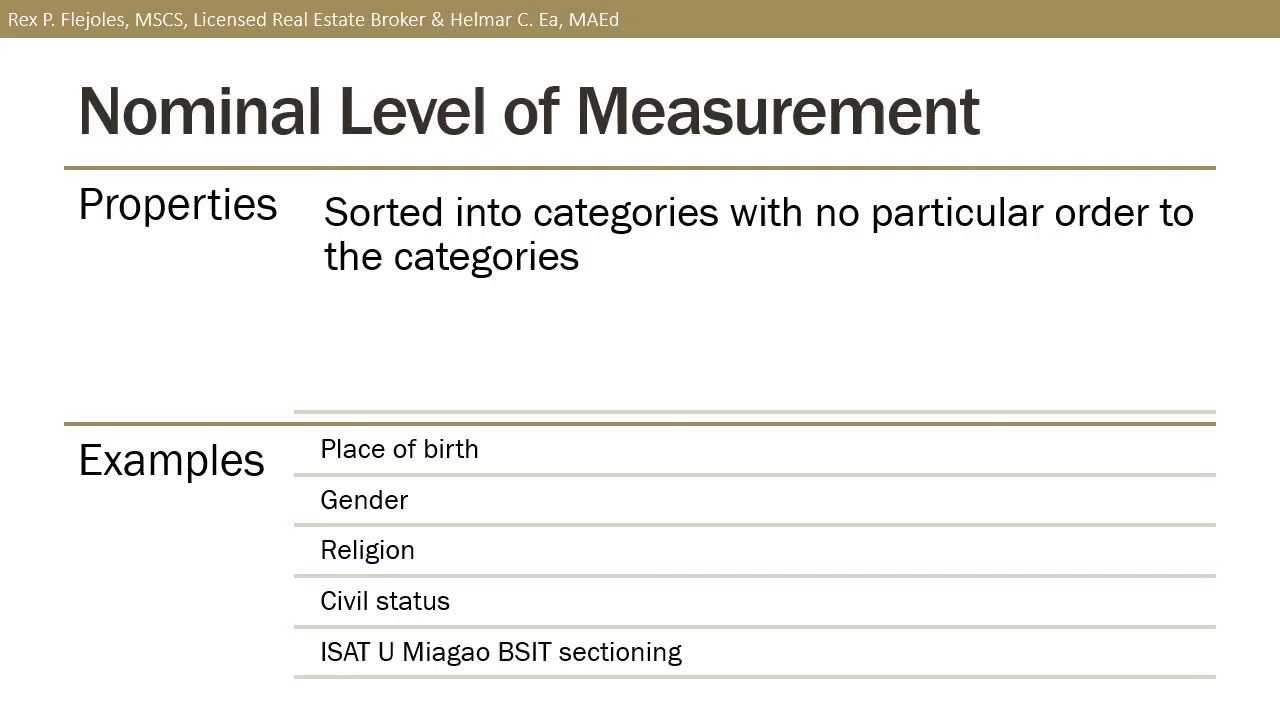 Rex P. Flejoles, MSCS, Licensed Real Estate Broker & Helmar C. Ea, MAEd
Nominal Level of Measurement
Properties
Sorted into categories with no particular order to
the categories
Examples
Place of birth
Gender
Religion
Civil status
ISAT U Miagao BSIT sectioning